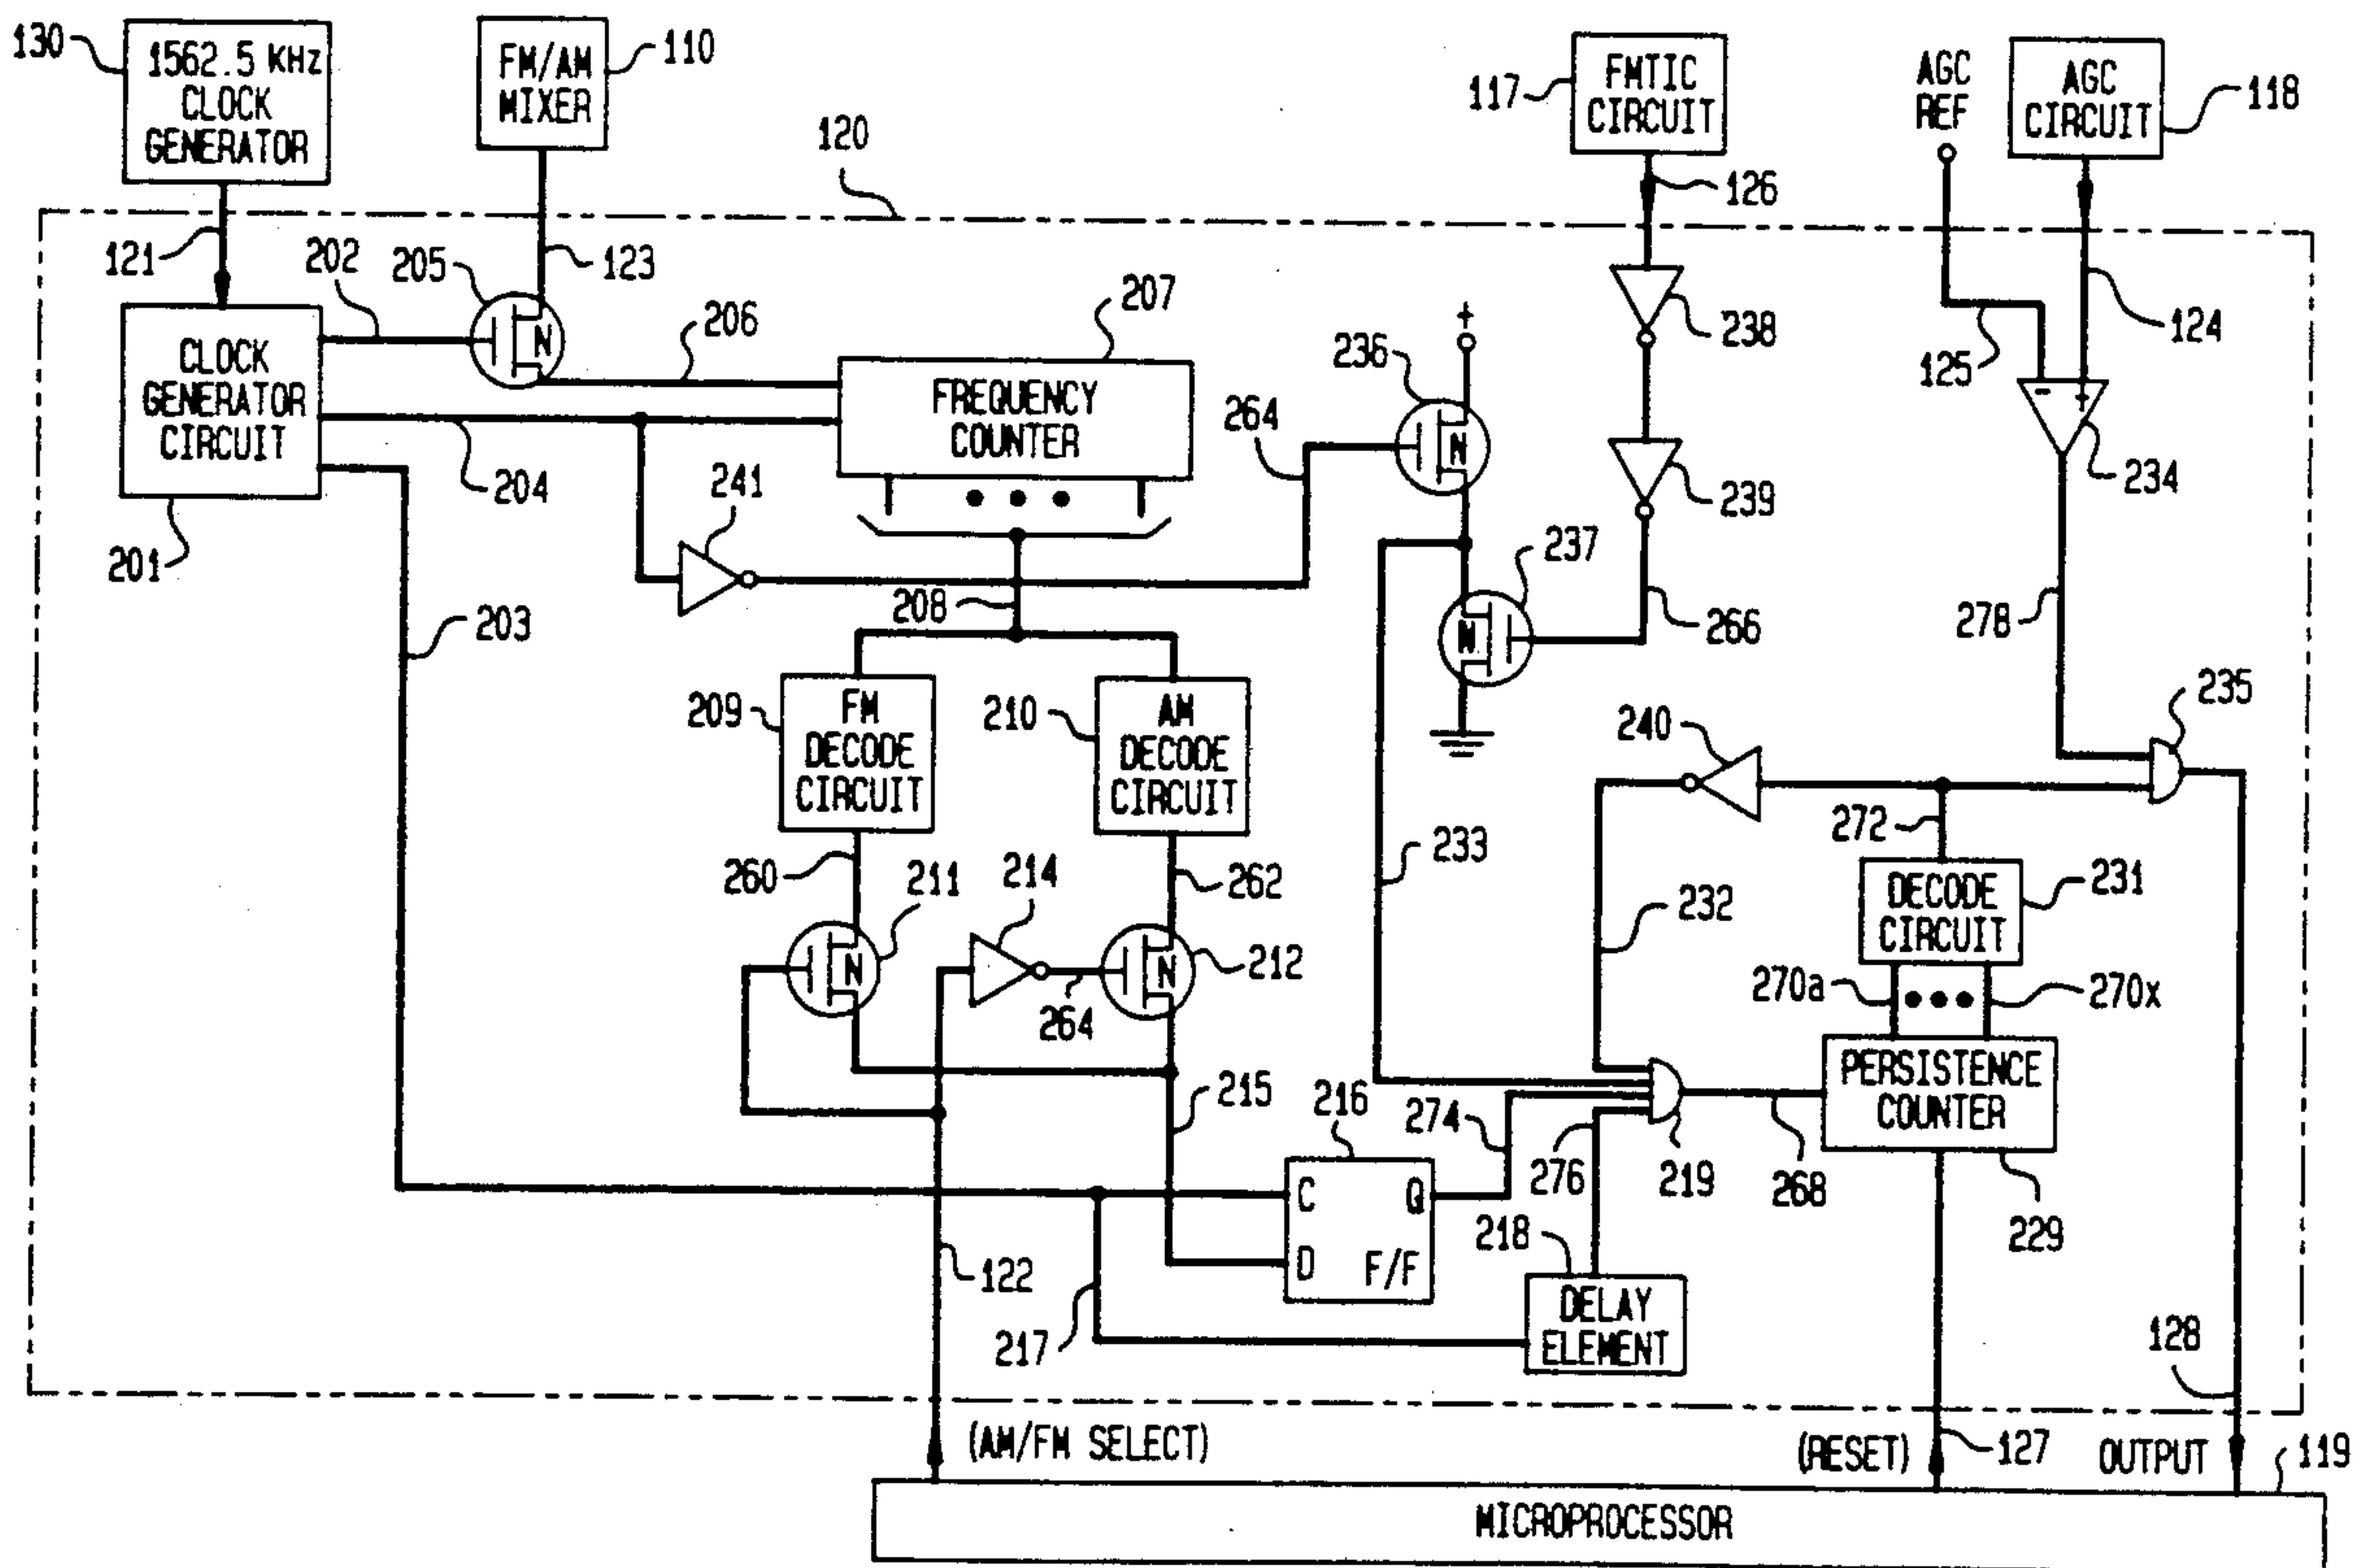 130
1562.5 KHz
CLOCK
GENERATOR
FM/AM
MIXER
110
117
FMTIC
CIRCUIT
AGC
REF
AGC
CIRCUIT
118
120
126
121
202
205
123
206
207
238
124
125
CLOCK
GENERATOR
CIRCUIT
FREQUENCY
COUNTER
236
+
N
N
264
239
- +
234
204
241
201
237
203
208
N
266
278
235
209
FM
DECODE
CIRCUIT
210
AM
DECODE
CIRCUIT
240
272
233
260
211
214
262
232
DECODE
CIRCUIT
231
N
264
N
212
270a
270x
215
216
274
PERSISTENCE
COUNTER
276
219
268
229
C Q
D F/F
218
122
217
DELAY
ELEMENT
128
(AM/FM SELECT)
(RESET)
127
OUTPUT
119
MICROPROCESSOR